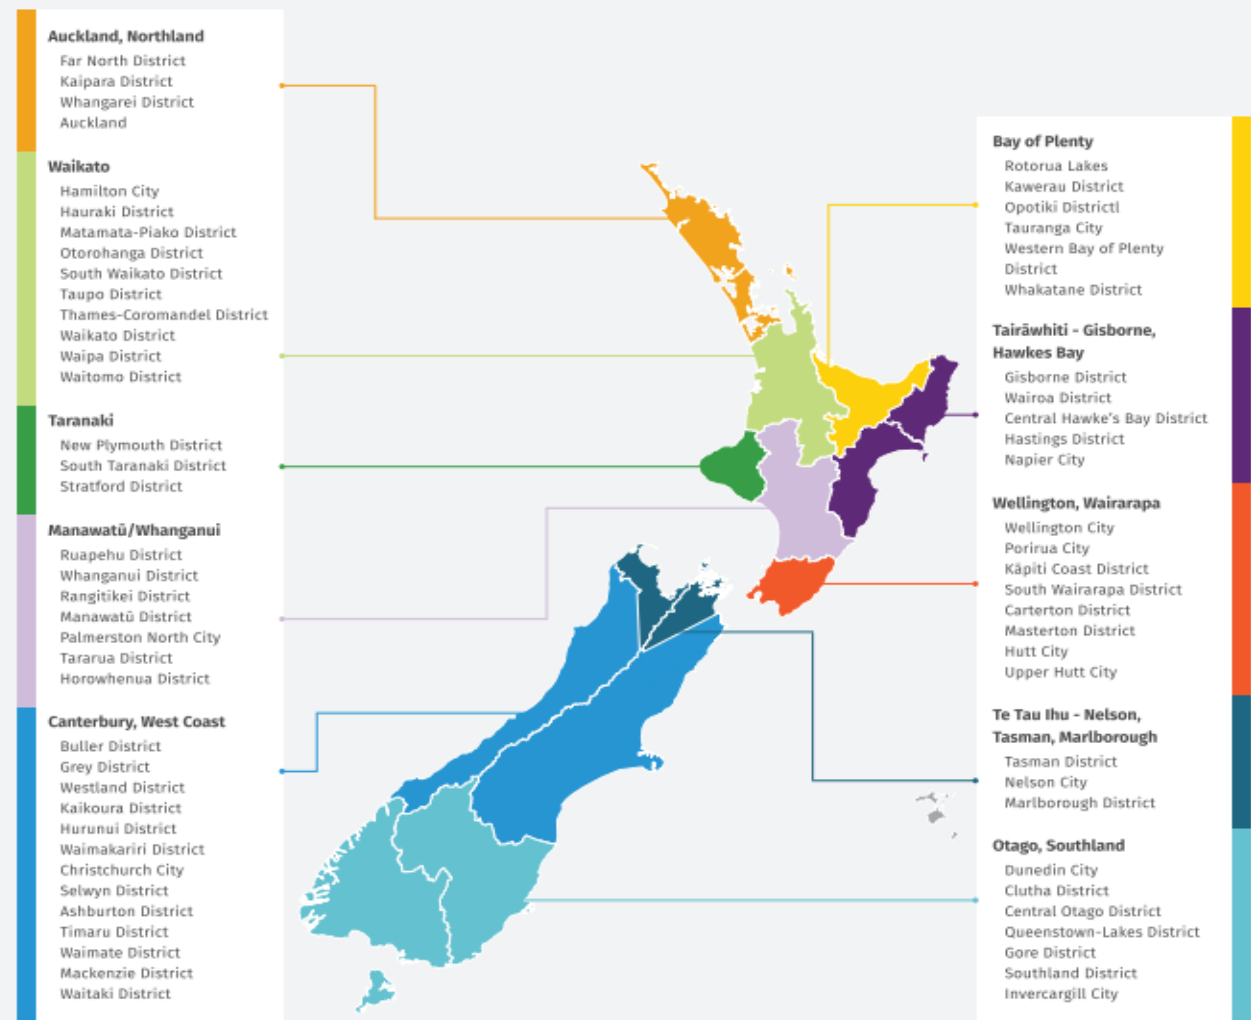 Auckland, Northland
Far North District
Kaipara District
Whangarei District
Auckland
Waikato
Hamilton City
Hauraki District
Matamata-Piako District
Otorohanga District
South Waikato District
Taupo District
Thames-Coromandel District
Waikato District
Waipa District
Waitomo District
Taranaki
New Plymouth District
South Taranaki District
Stratford District
Manawatū/Whanganui
Ruapehu District
Whanganui District
Rangitikei District
Manawatū District
Palmerston North City
Tararua District
Horowhenua District
Canterbury, West Coast
Buller District
Grey District
Westland District
Kaikoura District
Hurunui District
Waimakariri District
Christchurch City
Selwyn District
Ashburton District
Timaru District
Waimate District
Mackenzie District
Waitaki District
Bay of Plenty
Rotorua Lakes
Kawerau District
Opotiki Districtl
Tauranga City
Western Bay of Plenty
District
Whakatane District
Tairāwhiti - Gisborne,
Hawkes Bay
Gisborne District
Wairoa District
Central Hawke's Bay District
Hastings District
Napier City
Wellington, Wairarapa
Wellington City
Porirua City
Kāpiti Coast District
South Wairarapa District
Carterton District
Masterton District
Hutt City
Upper Hutt City
Te Tau Ihu - Nelson,
Tasman, Marlborough
Tasman District
Nelson City
Marlborough District
Otago, Southland
Dunedin City
Clutha District
Central Otago District
Queenstown-Lakes District
Gore District
Southland District
Invercargill City